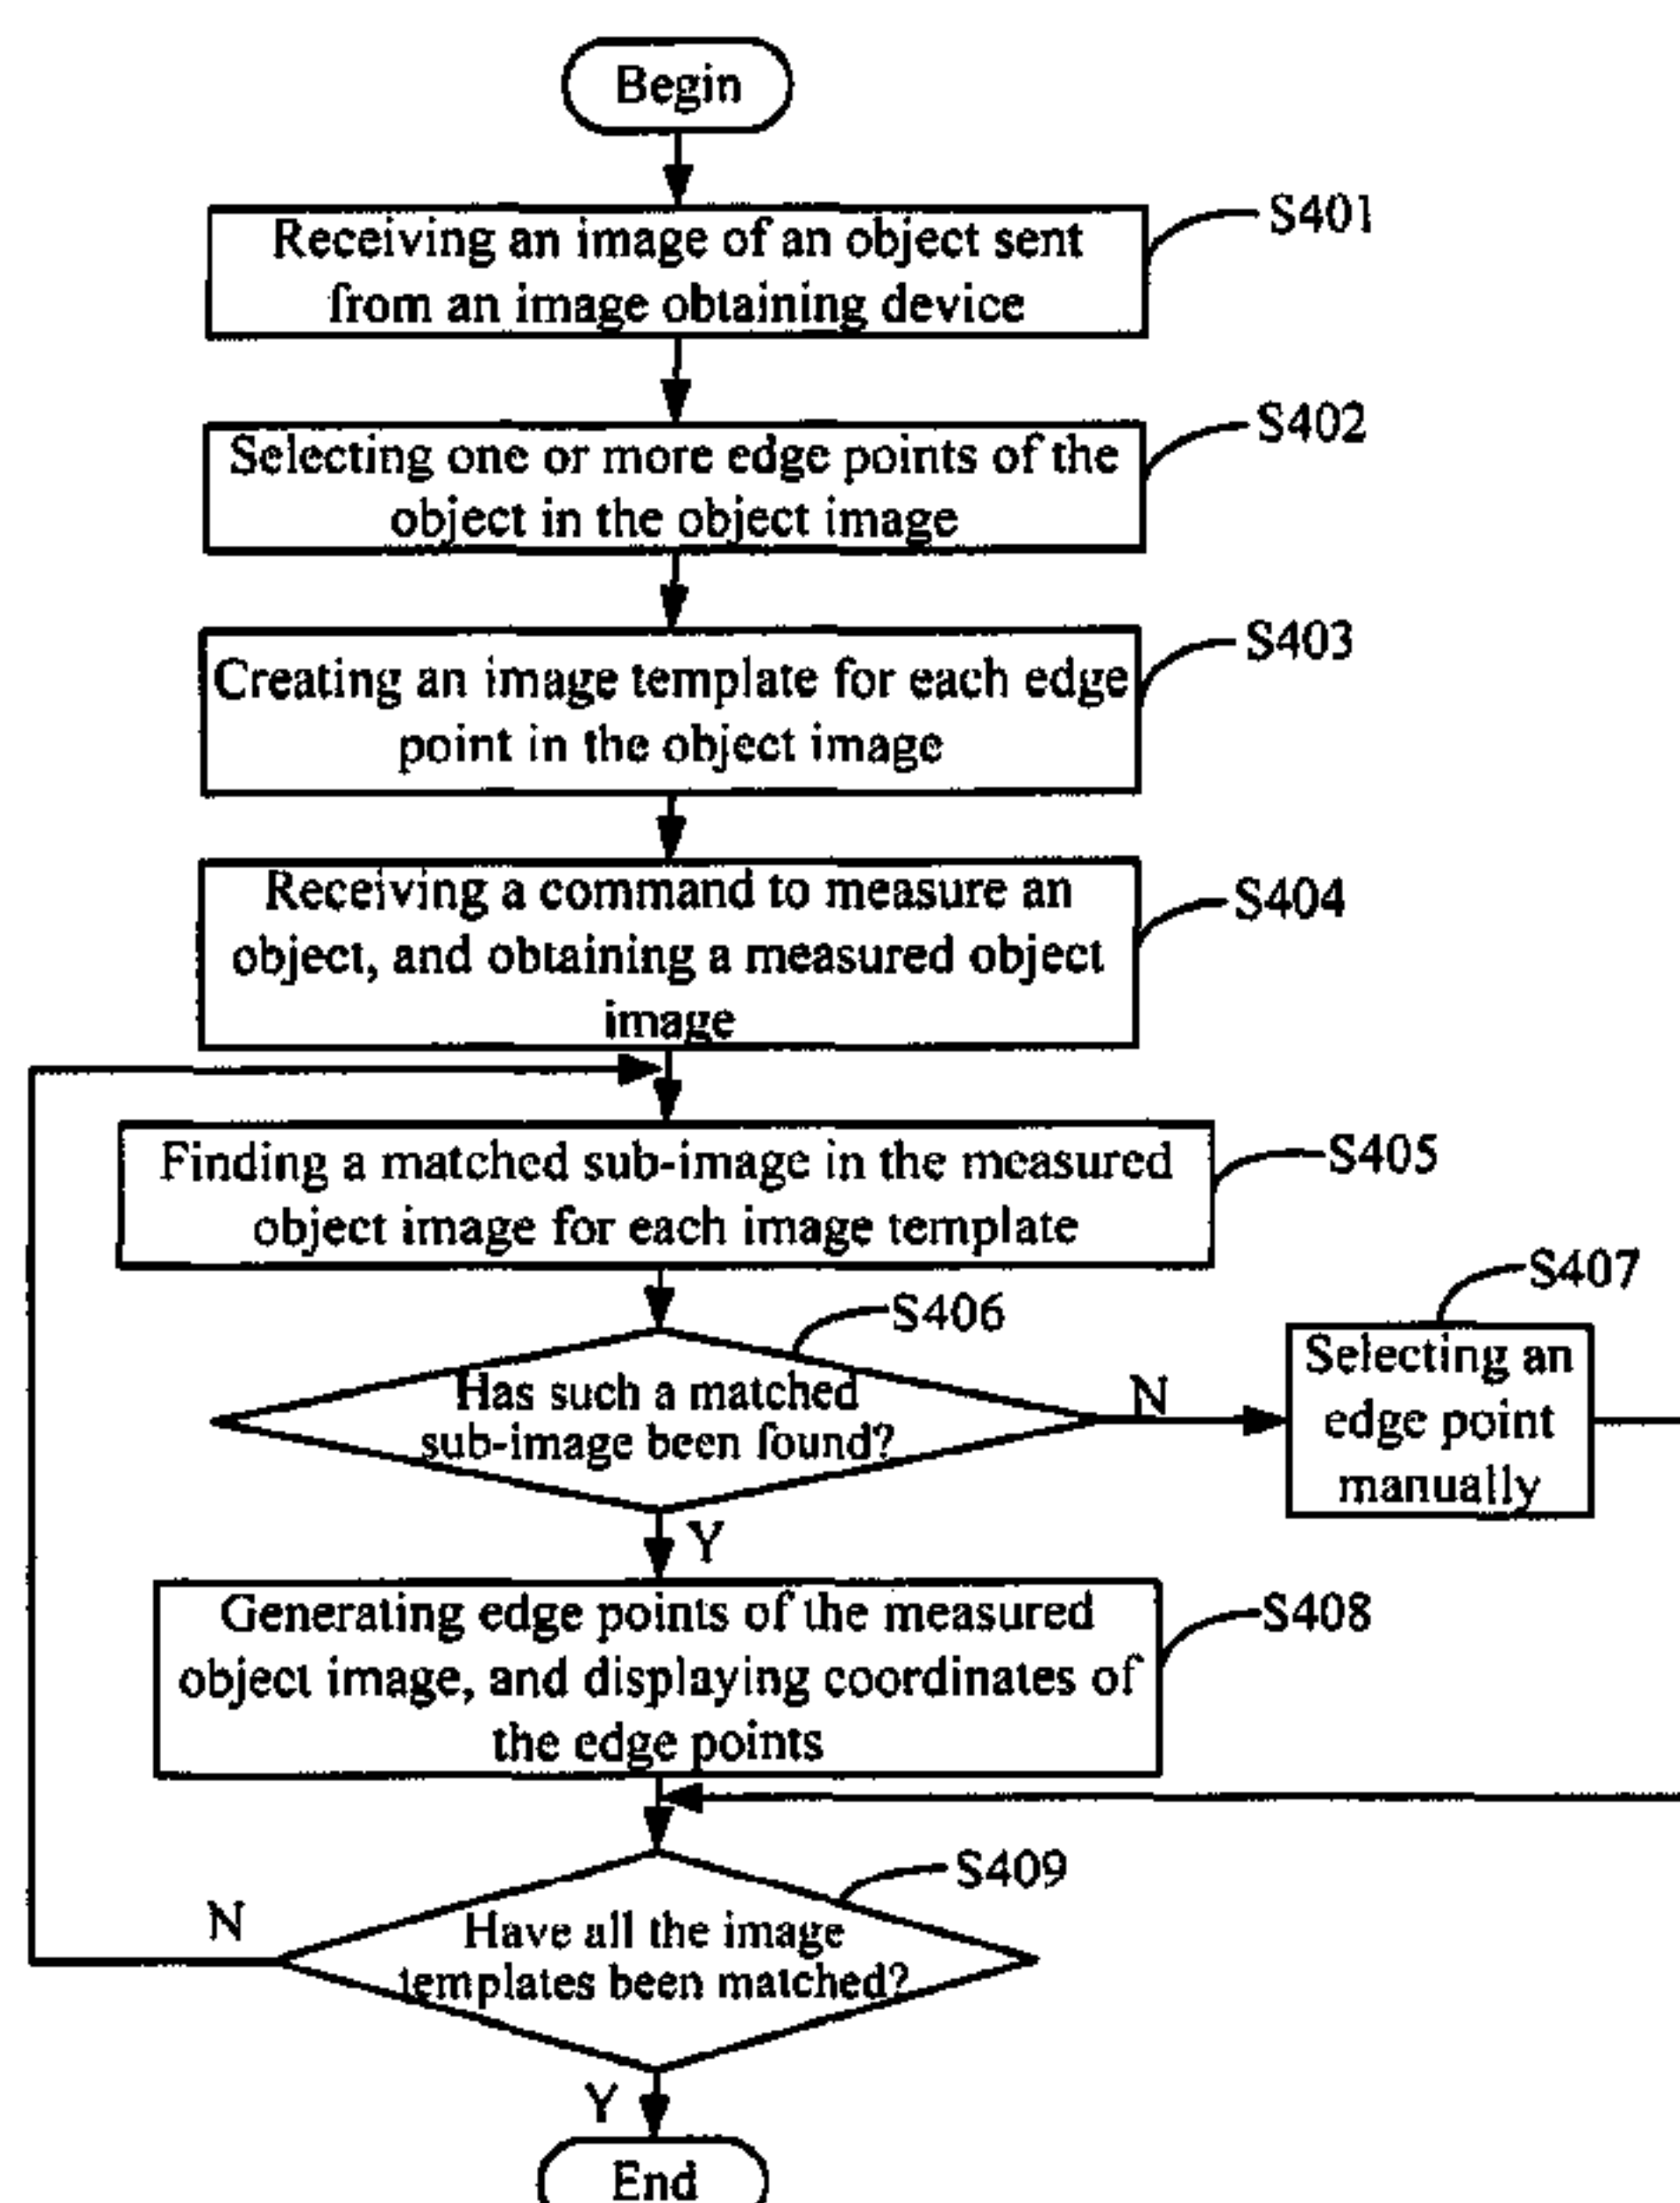 Begin
Receiving an image of an object sent
from an image obtaining device
S401
Selecting one or more edge points of the
object in the object image
S402
Creating an image template for each edge
point in the object image
S403
Receiving a command to measure an
object, and obtaining a measured object
image
S404
Finding a matched sub-image in the measured
object image for each image template
S405
Has such a matched
sub-image been found?
S406
N
Selecting an
edge point
manually
S407
Y
Generating edge points of the measured
object image, and displaying coordinates of
the edge points
S408
Have all the image
templates been matched?
S409
N
Y
End